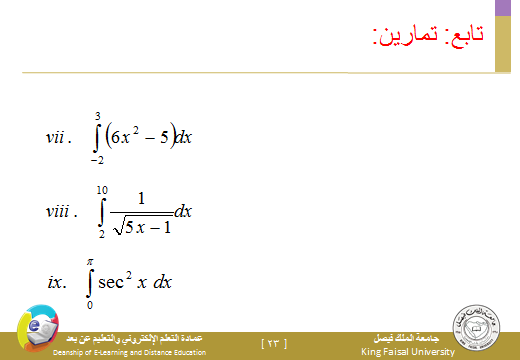 تابع: تمارين:
vii. ∫_{-2}^{3} (6x² − 5)dx
viii. ∫_{2}^{10} 1/√(5x − 1) dx
ix. ∫_{0}^{π} sec² x dx
عمادة التعلم الإلكتروني والتعليم عن بعد
Deanship of E-Learning and Distance Education
[ ٢٣ ]
جامعة الملك فيصل
King Faisal University